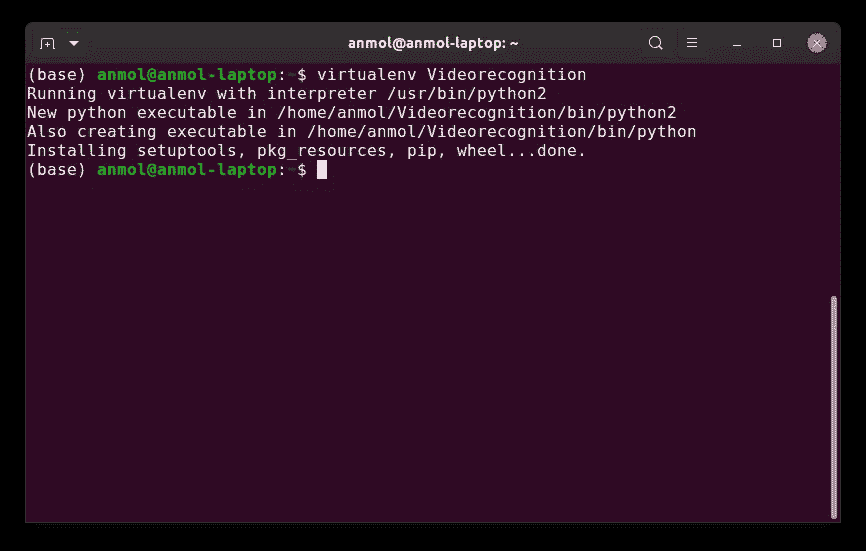 anmol@anmol-laptop: ~
(base) anmol@anmol-laptop:~$ virtualenv Videorecognition
Running virtualenv with interpreter /usr/bin/python2
New python executable in /home/anmol/Videorecognition/bin/python2
Also creating executable in /home/anmol/Videorecognition/bin/python
Installing setuptools, pkg_resources, pip, wheel...done.
(base) anmol@anmol-laptop:~$